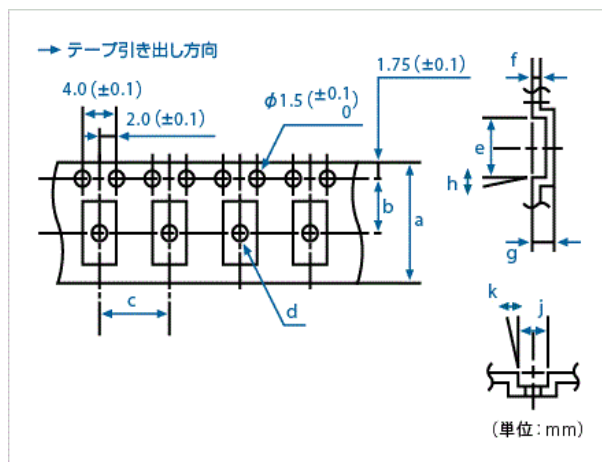 → テープ引き出し方向
4.0 (±0.1)
2.0 (±0.1)
φ1.5 (±0.1 0)
1.75 (±0.1)
f
e
h
g
b
a
c
d
k
j
(単位:mm)